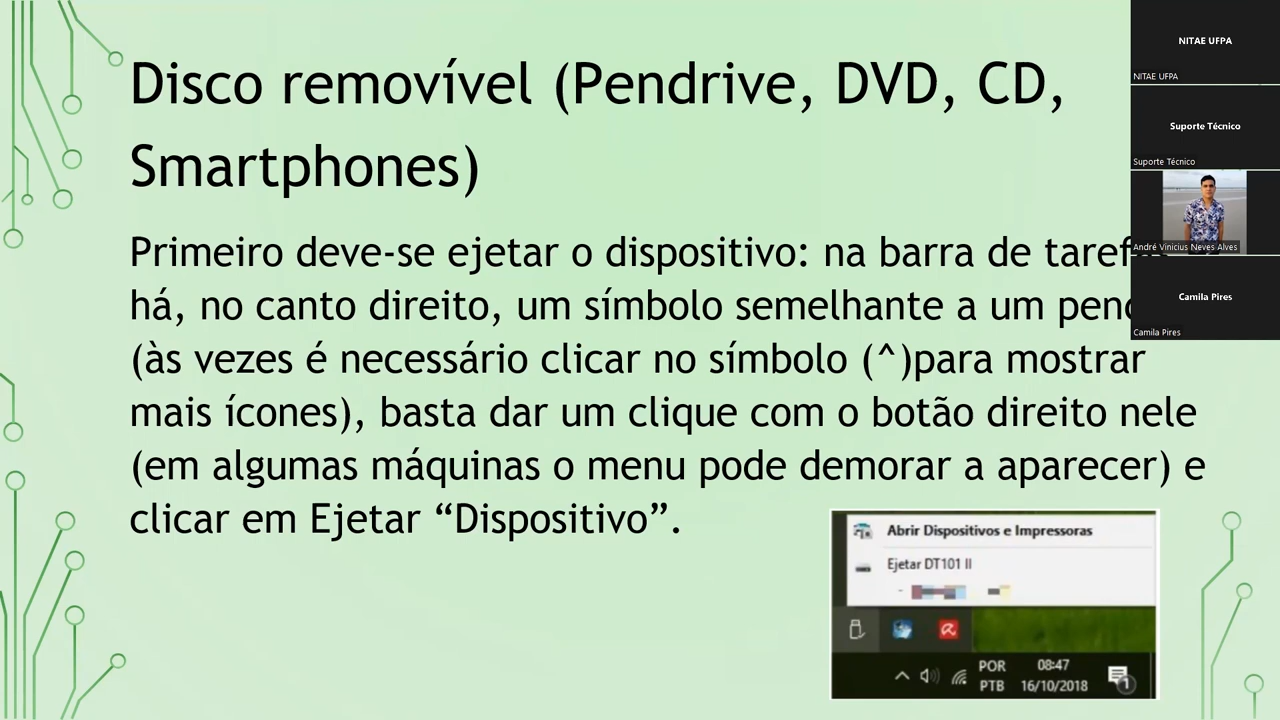 Disco removível (Pendrive, DVD, CD,
Smartphones)
Primeiro deve-se ejetar o dispositivo: na barra de
há, no canto direito, um símbolo semelhante a um
(às vezes é necessário clicar no símbolo (^)para mostrar
mais ícones), basta dar um clique com o botão direito nele
(em algumas máquinas o menu pode demorar a aparecer) e
clicar em Ejetar “Dispositivo”.
Abrir Dispositivos e Impressoras
Ejetar DT101 II
POR
PTB
08:47
16/10/2018
1
NITAE UFPA
NITAE UFPA
Suporte Técnico
Suporte Técnico
André Vinicius Neves Alves
Camila Pires
Camila Pires